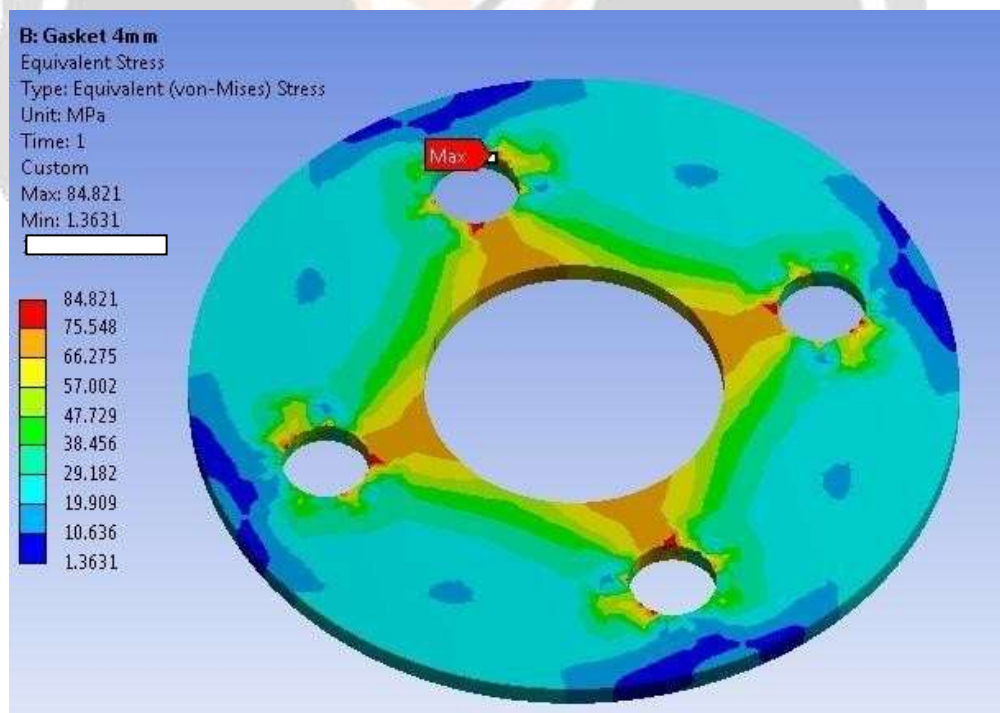 B: Gasket 4mm
Equivalent Stress
Type: Equivalent (von-Mises) Stress
Unit: MPa
Time: 1
Custom
Max: 84.821
Min: 1.3631
Max
84.821
75.548
66.275
57.002
47.729
38.456
29.182
19.909
10.636
1.3631